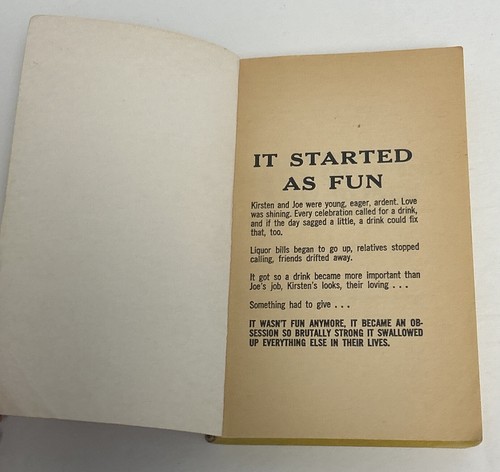 IT STARTED
AS FUN
Kirsten and Joe were young, eager, ardent. Love
was shining. Every celebration called for a drink,
and if the day sagged a little, a drink could fix
that, too.
Liquor bills began to go up, relatives stopped
calling, friends drifted away.
It got so a drink became more important than
Joe's job, Kirsten's looks, their loving . . .
Something had to give . . .
IT WASN'T FUN ANYMORE, IT BECAME AN OB-
SESSION SO BRUTALLY STRONG IT SWALLOWED
UP EVERYTHING ELSE IN THEIR LIVES.